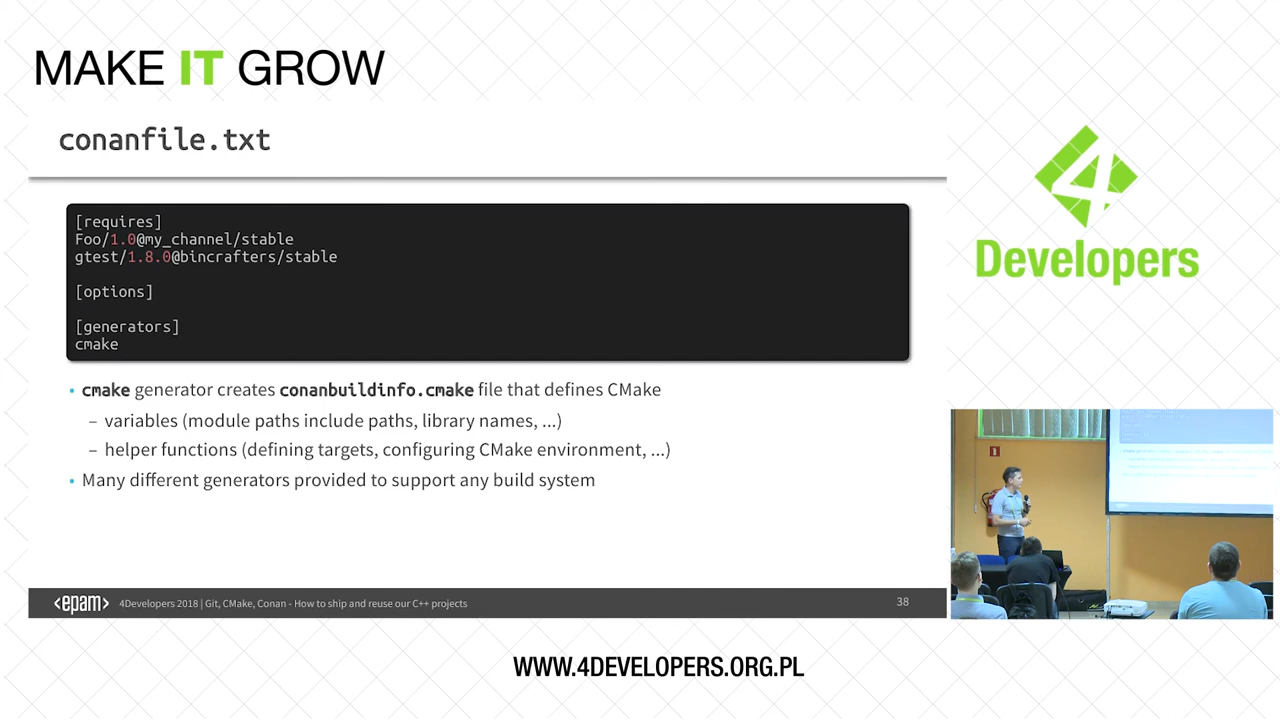 MAKE IT GROW
conanfile.txt
[requires]
Foo/1.0@my_channel/stable
gtest/1.8.0@bincrafters/stable
[options]
[generators]
cmake
• cmake generator creates conanbuildinfo.cmake file that defines CMake
– variables (module paths include paths, library names, ...)
– helper functions (defining targets, configuring CMake environment, ...)
• Many different generators provided to support any build system
<epam> 4Developers 2018 | Git, CMake, Conan - How to ship and reuse our C++ projects 38
4
Developers
WWW.4DEVELOPERS.ORG.PL